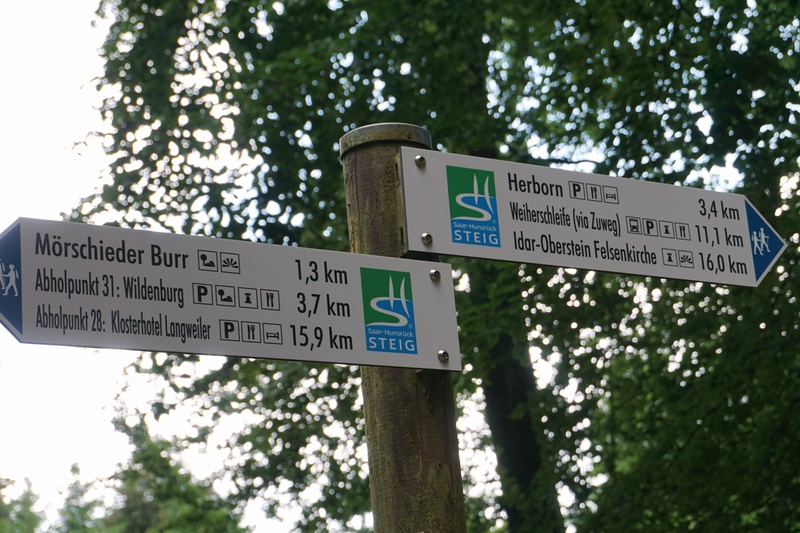 Mörschieder Burr 1,3 km
Abholpunkt 31: Wildenburg P 3,7 km
Abholpunkt 28: Klosterhotel Langweiler P 15,9 km
Saar-Hunsrück
STEIG
Saar-Hunsrück
STEIG
Herborn P 3,4 km
Weiherschleife (via Zuweg) P 11,1 km
Idar-Oberstein Felsenkirche 16,0 km